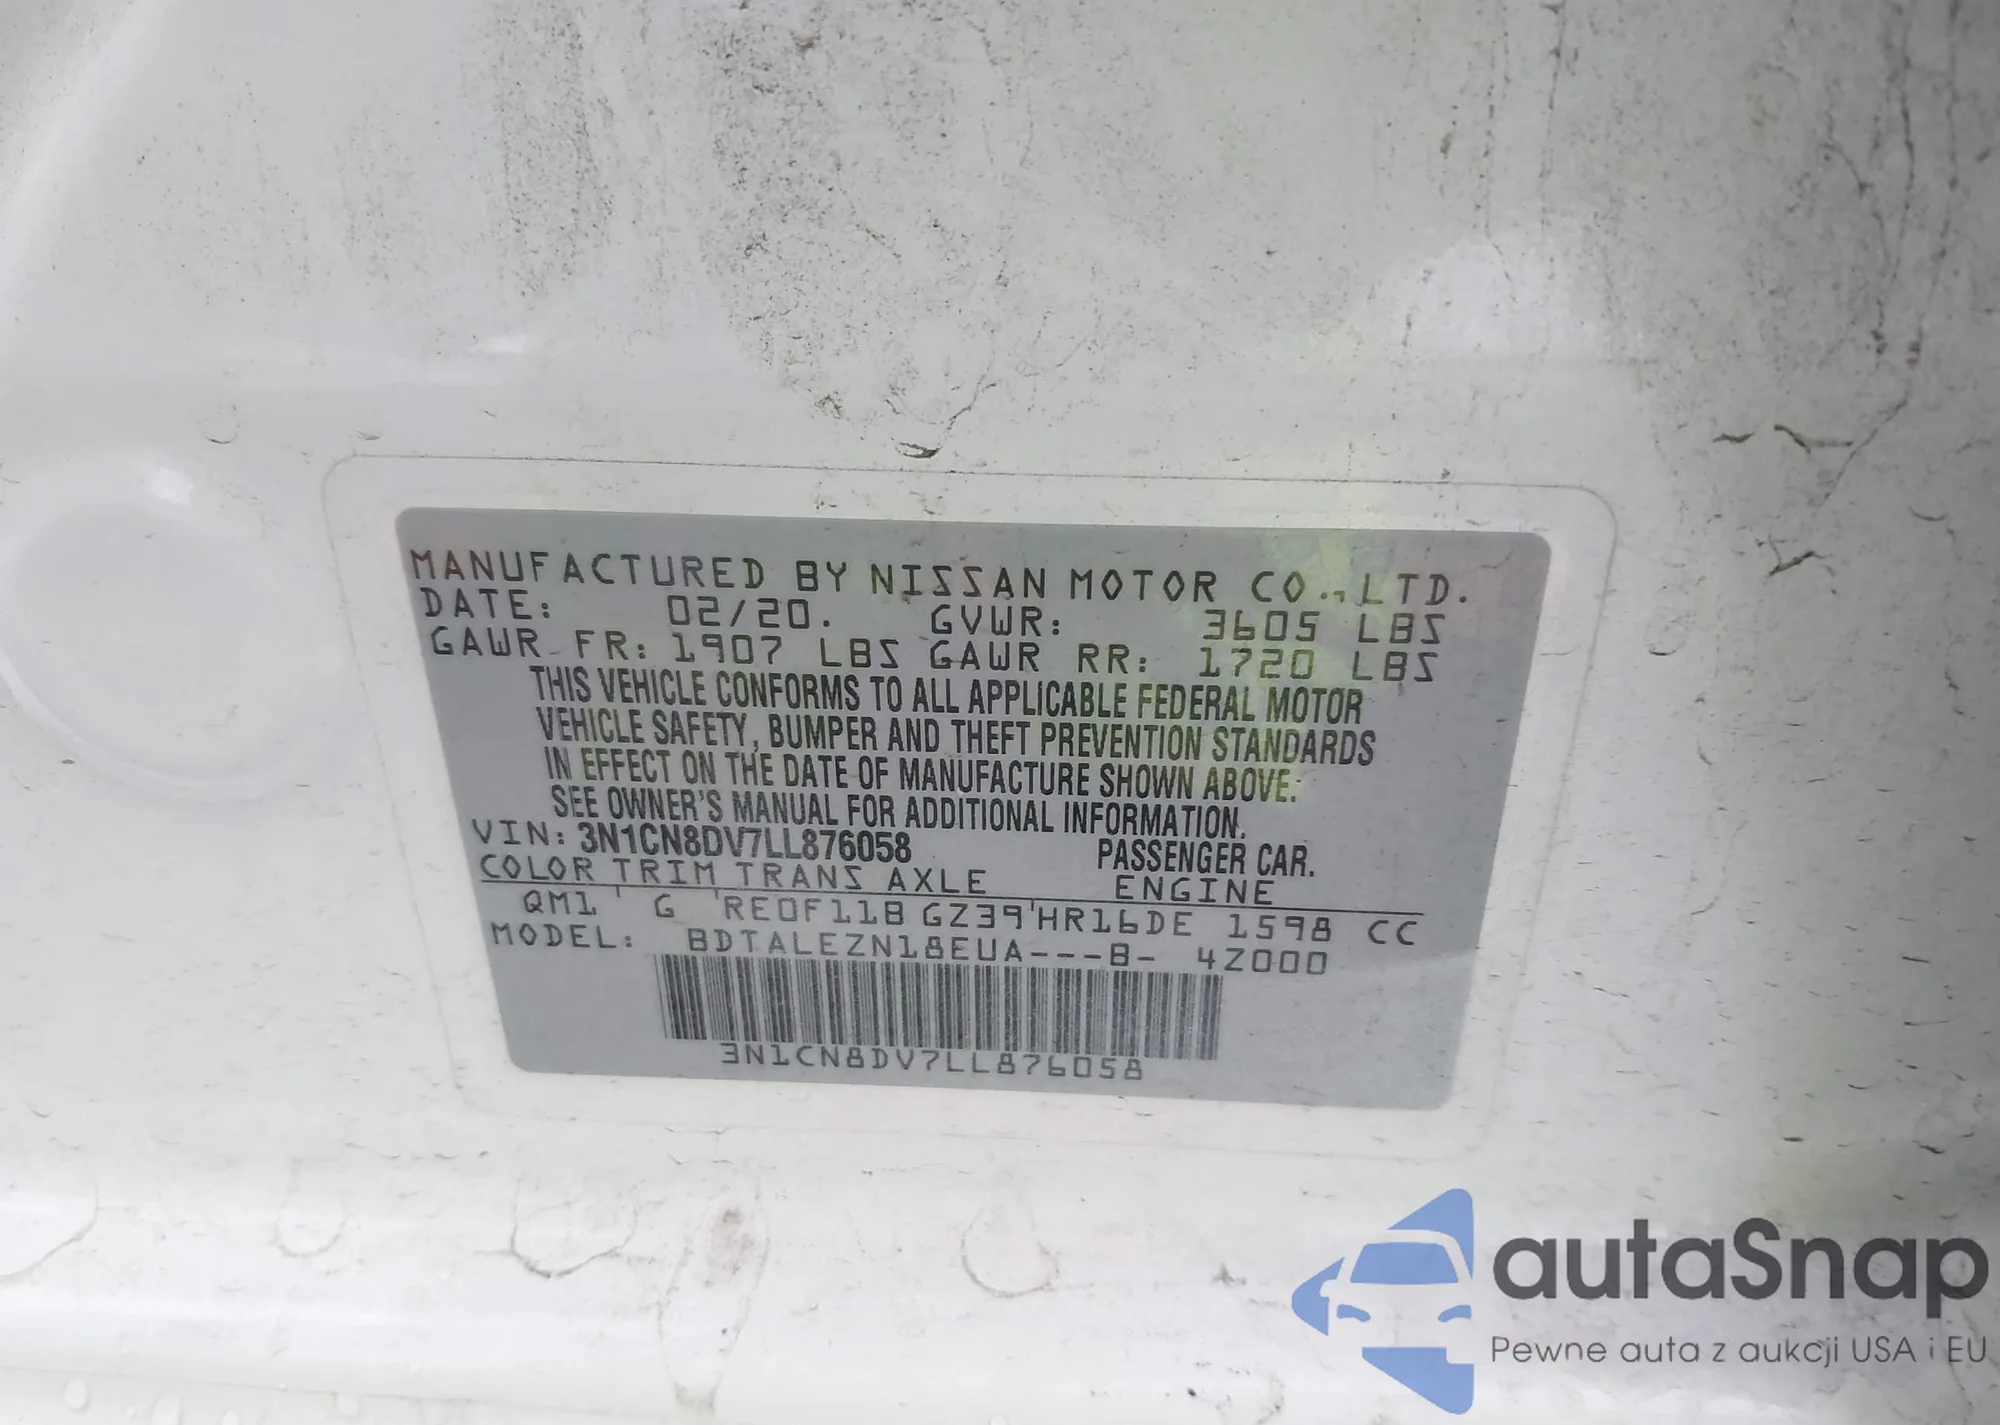 MANUFACTURED BY NISSAN MOTOR CO., LTD.
DATE: 02/20. GVWR: 3605 LBS
GAWR FR: 1907 LBS GAWR RR: 1720 LBS
THIS VEHICLE CONFORMS TO ALL APPLICABLE FEDERAL MOTOR
VEHICLE SAFETY, BUMPER AND THEFT PREVENTION STANDARDS
IN EFFECT ON THE DATE OF MANUFACTURE SHOWN ABOVE.
SEE OWNER'S MANUAL FOR ADDITIONAL INFORMATION.
VIN: 3N1CN8DV7LL876058 PASSENGER CAR.
COLOR TRIM TRANS AXLE ENGINE
QM1 G RE0F11B GZ39 HR16DE 1598 CC
MODEL: BDTALEZN18EUA---B- 4Z000
3N1CN8DV7LL876058
autaSnap
Pewne auta z aukcji USA i EU